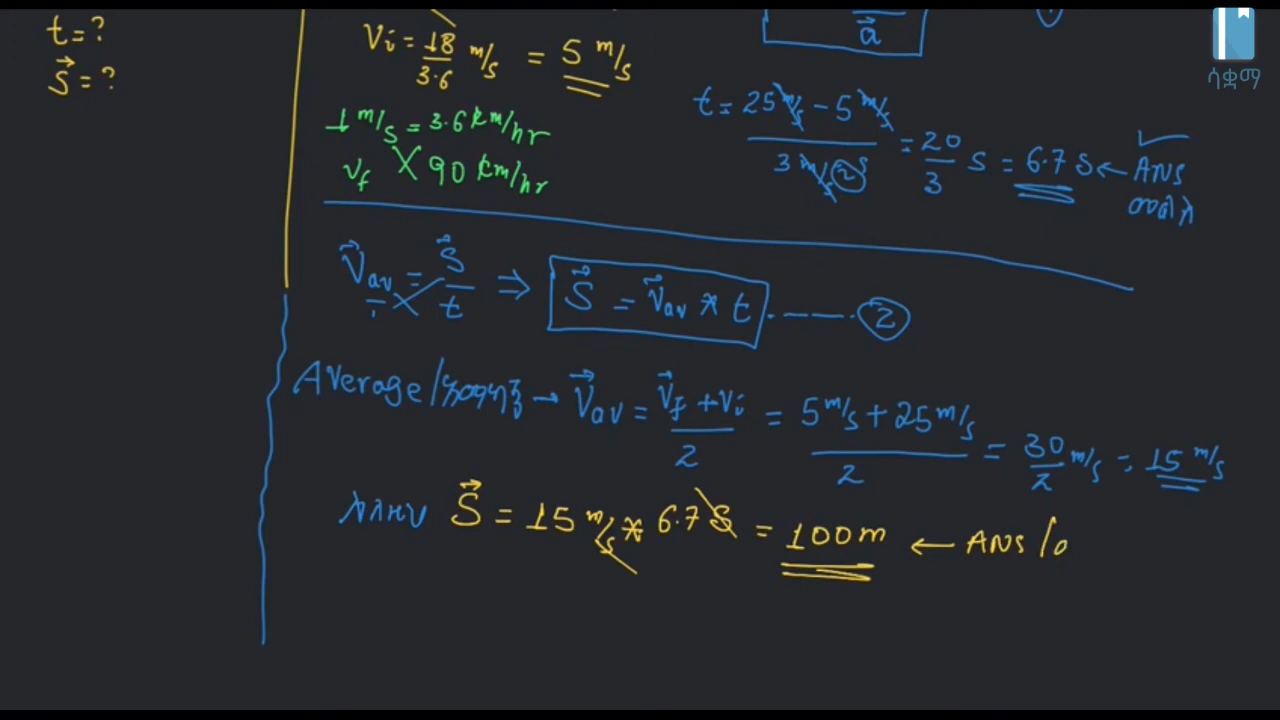 t = ?
S⃗ = ?
Vi = 18/3.6 m/s = 5 m/s
1 m/s = 3.6 km/hr
vf 90 km/hr
a⃗
t = 25 m/s − 5 m/s / 3 m/s² = 20/3 s = 6.7 s ← ANS
ሳቋማ
V⃗av = S⃗/t ⇒ S⃗ = V⃗av * t ------ 2
Average → V⃗av = V⃗f + Vi / 2 = 5 m/s + 25 m/s / 2 = 30/2 m/s = 15 m/s
S⃗ = 15 m/s * 6.7 s = 100m ← ANS /